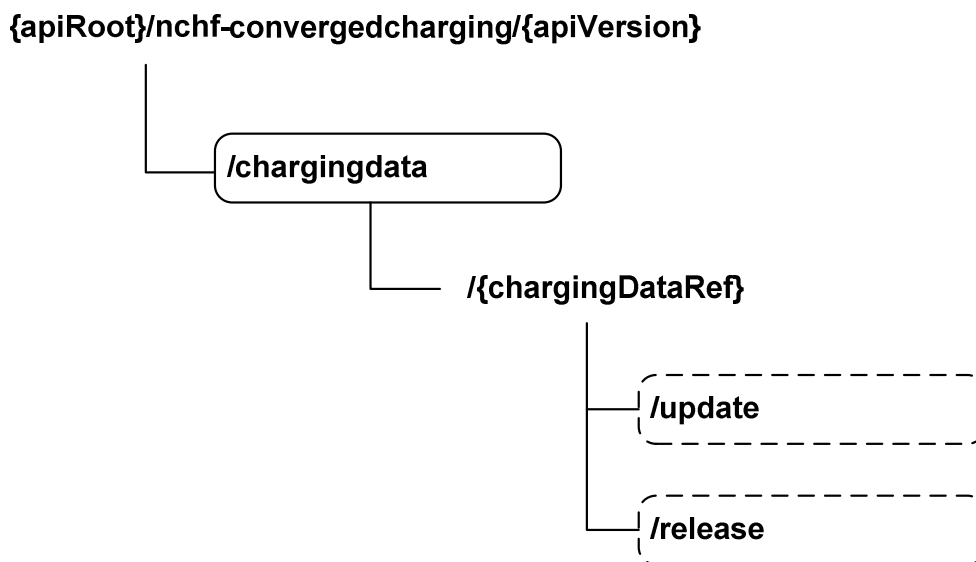 {apiRoot}/nchf-convergedcharging/{apiVersion}
/chargingdata
/{chargingDataRef}
/update
/release